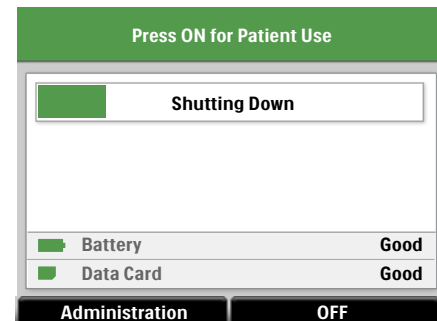 Press ON for Patient Use
Shutting Down
Battery Good
Data Card Good
Administration OFF